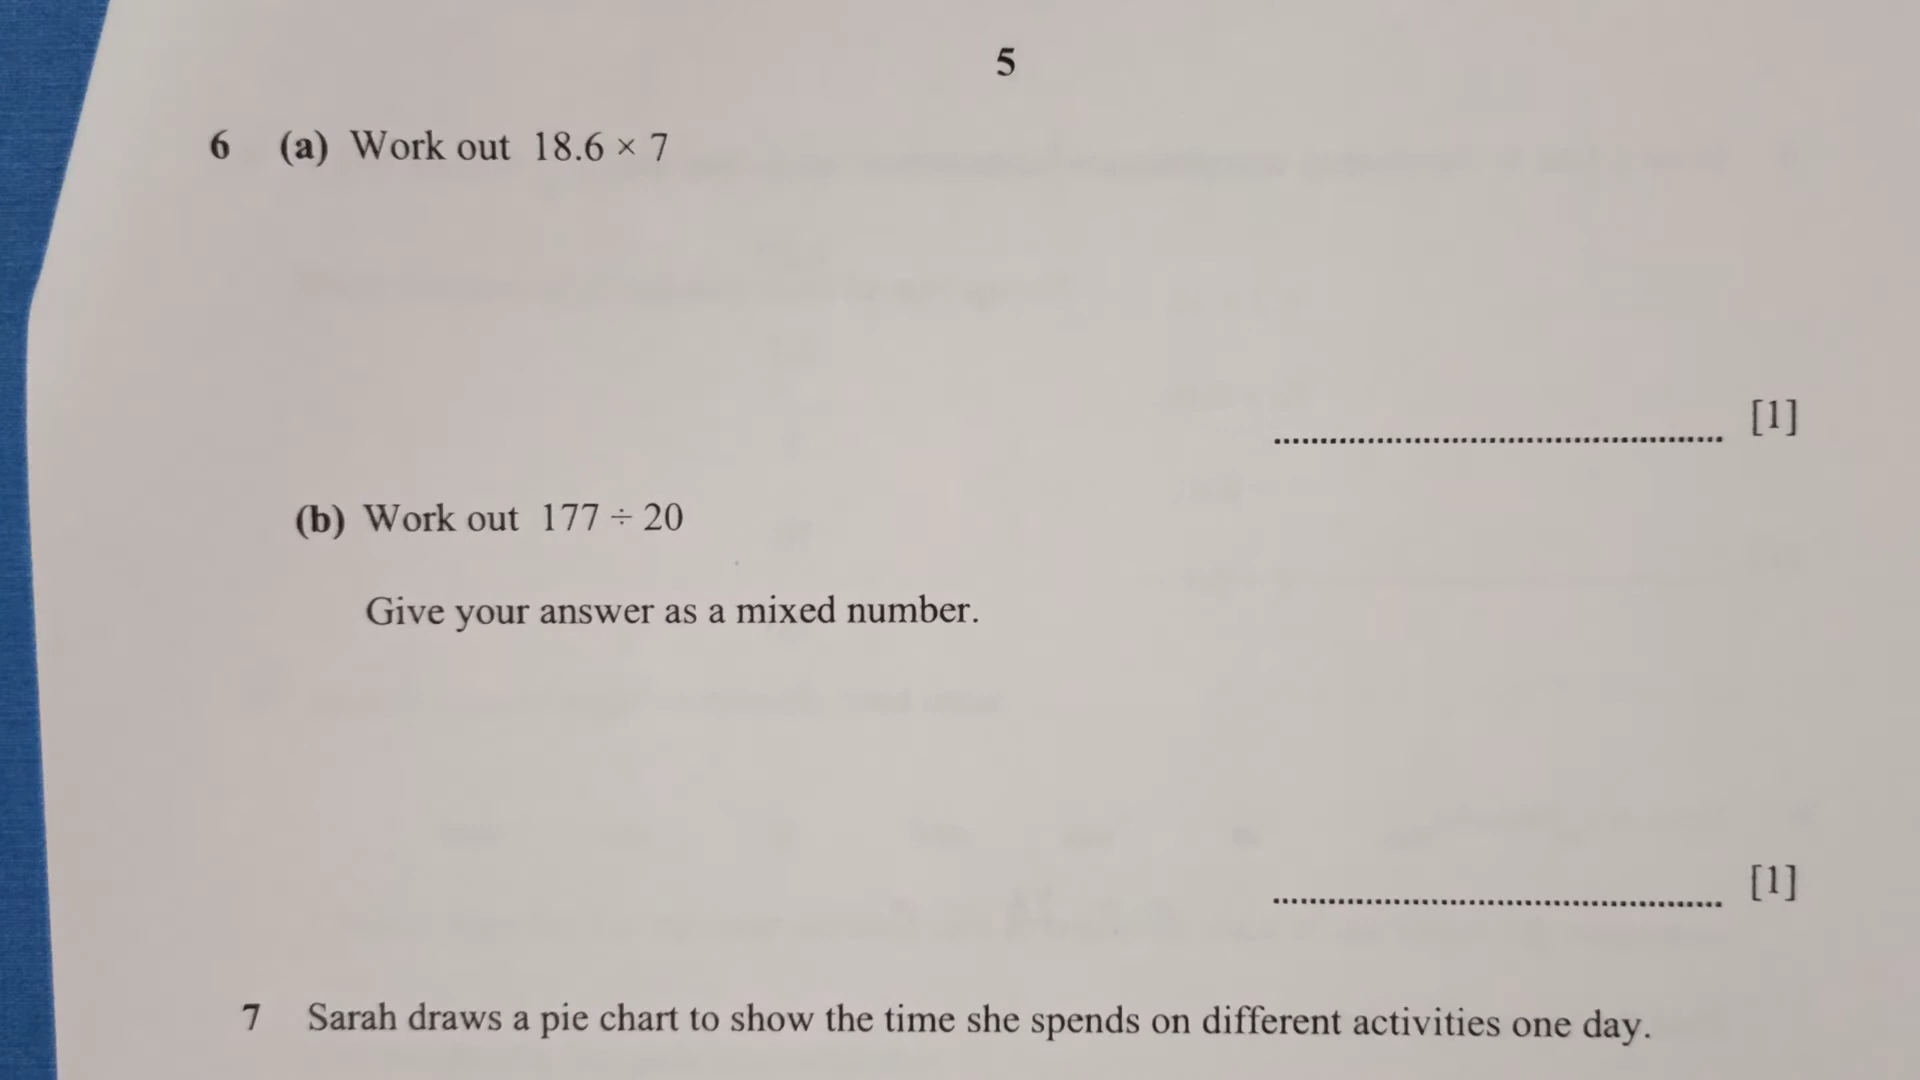 5
6 (a) Work out 18.6 × 7
[1]
(b) Work out 177 ÷ 20
Give your answer as a mixed number.
[1]
7 Sarah draws a pie chart to show the time she spends on different activities one day.